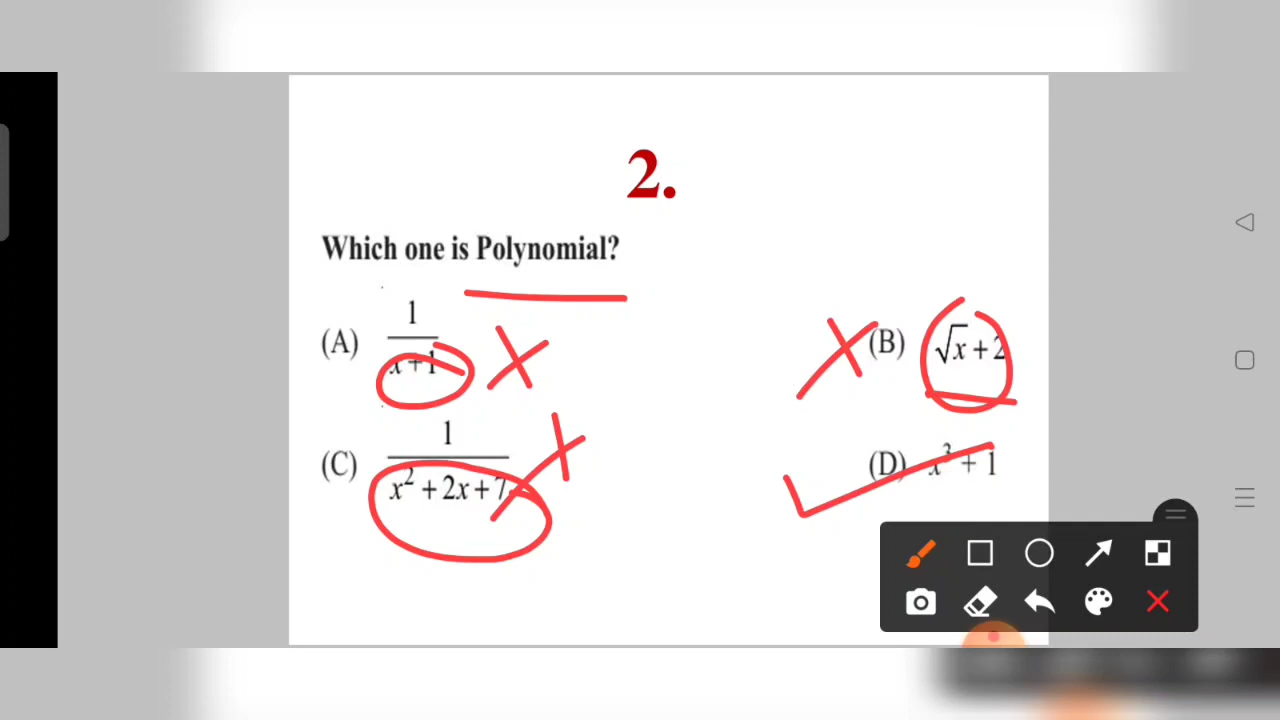 2.
Which one is Polynomial?
(A) 1 / x + 1
(B) √x + 2
(C) 1 / x² + 2x + 7
(D) x³ + 1